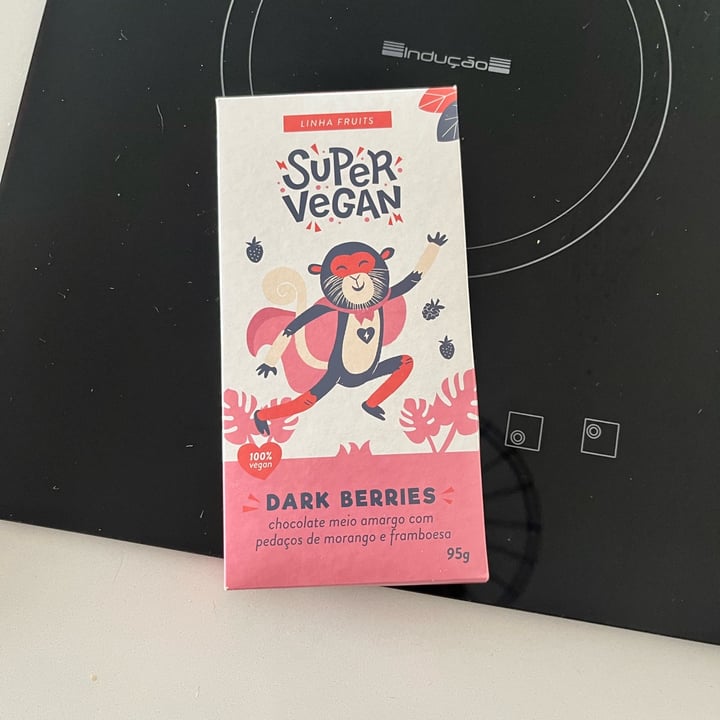 Indução
LINHA FRUITS
SUPER
VEGAN
100%
vegan
DARK BERRIES
chocolate meio amargo com
pedaços de morango e framboesa
95g